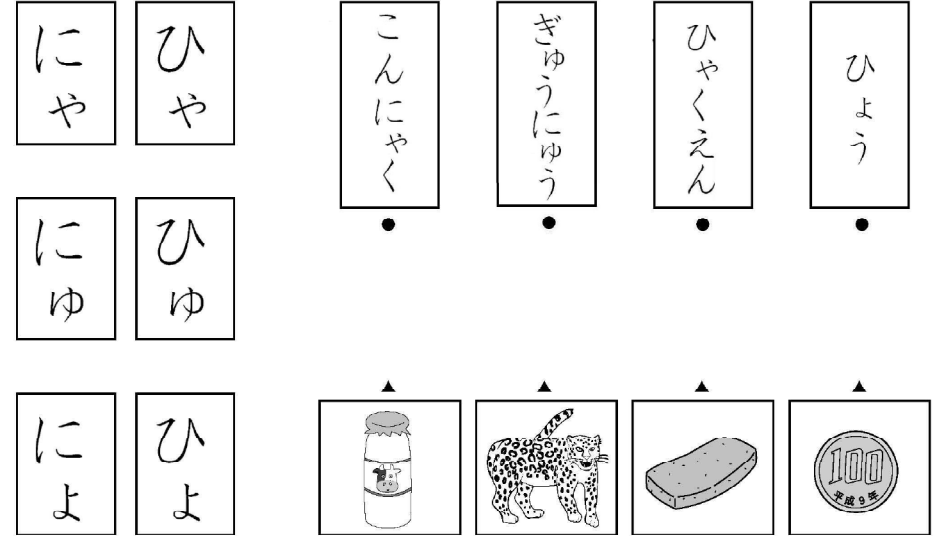 ひゃ
ひゅ
ひょ
にゃ
にゅ
にょ
ひょう
ひゃくえん
ぎゅうにゅう
こんにゃく
100
平成9年